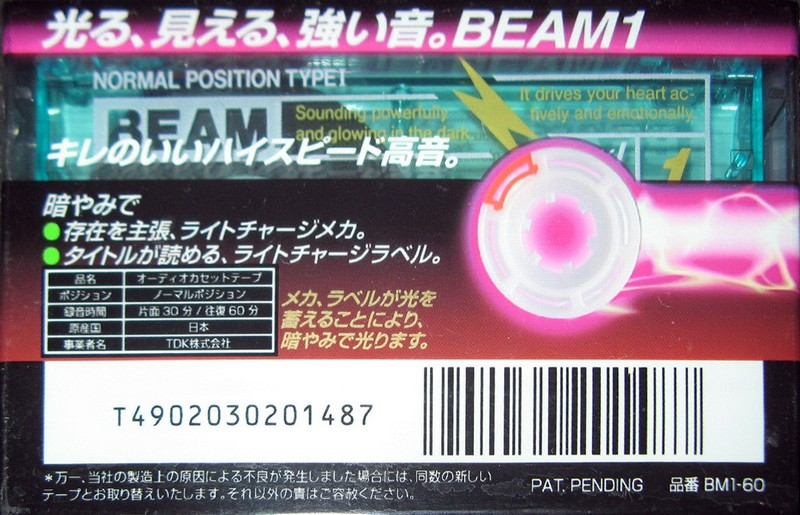 光る、見える、強い音。BEAM1
NORMAL POSITION TYPE I
BEAM
Sounding powerfully
and glowing in the dark...
It drives your heart ac-
tively and emotionally
1
キレのいいハイスピード高音。
暗やみで
●存在を主張、ライトチャージメカ。
●タイトルが読める、ライトチャージラベル。
品名 オーディオカセットテープ
ポジション ノーマルポジション
録音時間 片面30分/往復60分
原産国 日本
事業者名 TDK株式会社
メカ、ラベルが光を
蓄えることにより、
暗やみで光ります。
T4902030201487
*万一、当社の製造上の原因による不良が発生しました場合には、同数の新しい
テープとお取り替えいたします。それ以外の責はご容赦ください。
PAT. PENDING 品番 BM1-60